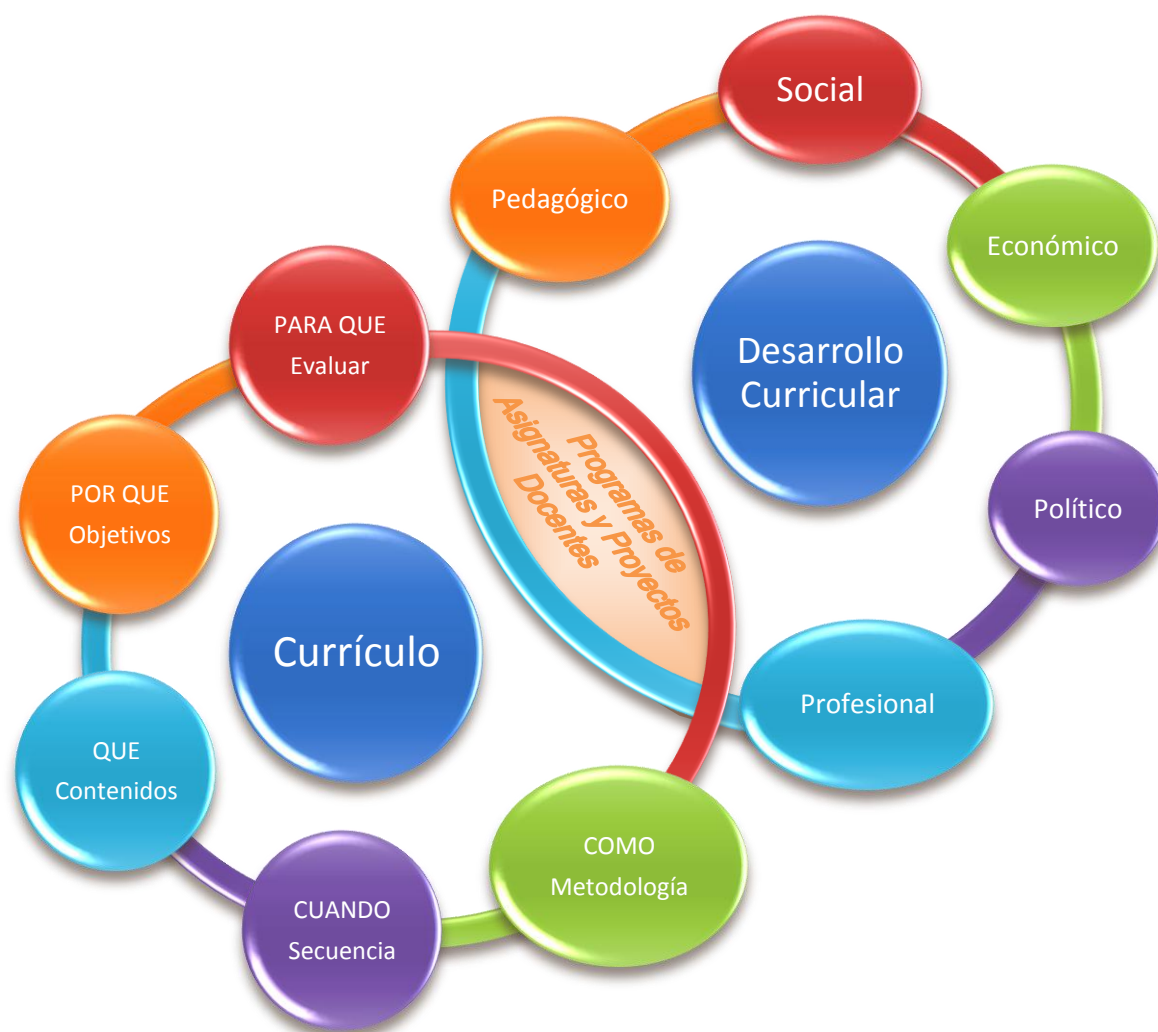 Social
Pedagógico
Económico
PARA QUE
Evaluar
Desarrollo
Curricular
Programas de
Asignaturas y Proyectos
Docentes
POR QUE
Objetivos
Político
Currículo
Profesional
QUE
Contenidos
COMO
Metodología
CUANDO
Secuencia